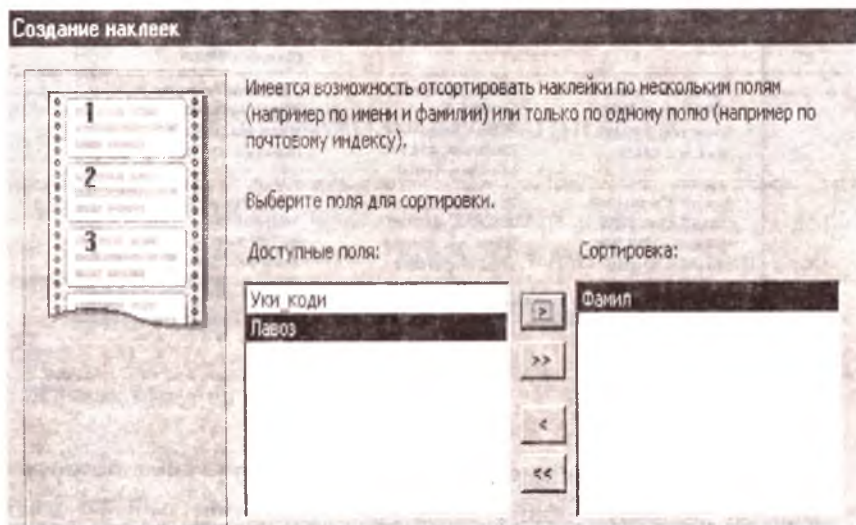 Создание наклеек
1
2
3
Имеется возможность отсортировать наклейки по нескольким полям
(например по имени и фамилии) или только по одному полю (например по
почтовому индексу).
Выберите поля для сортировки.
Доступные поля:
Сортировка:
Уки_коди
Лавоз
Фамил
>
>>
<
<<